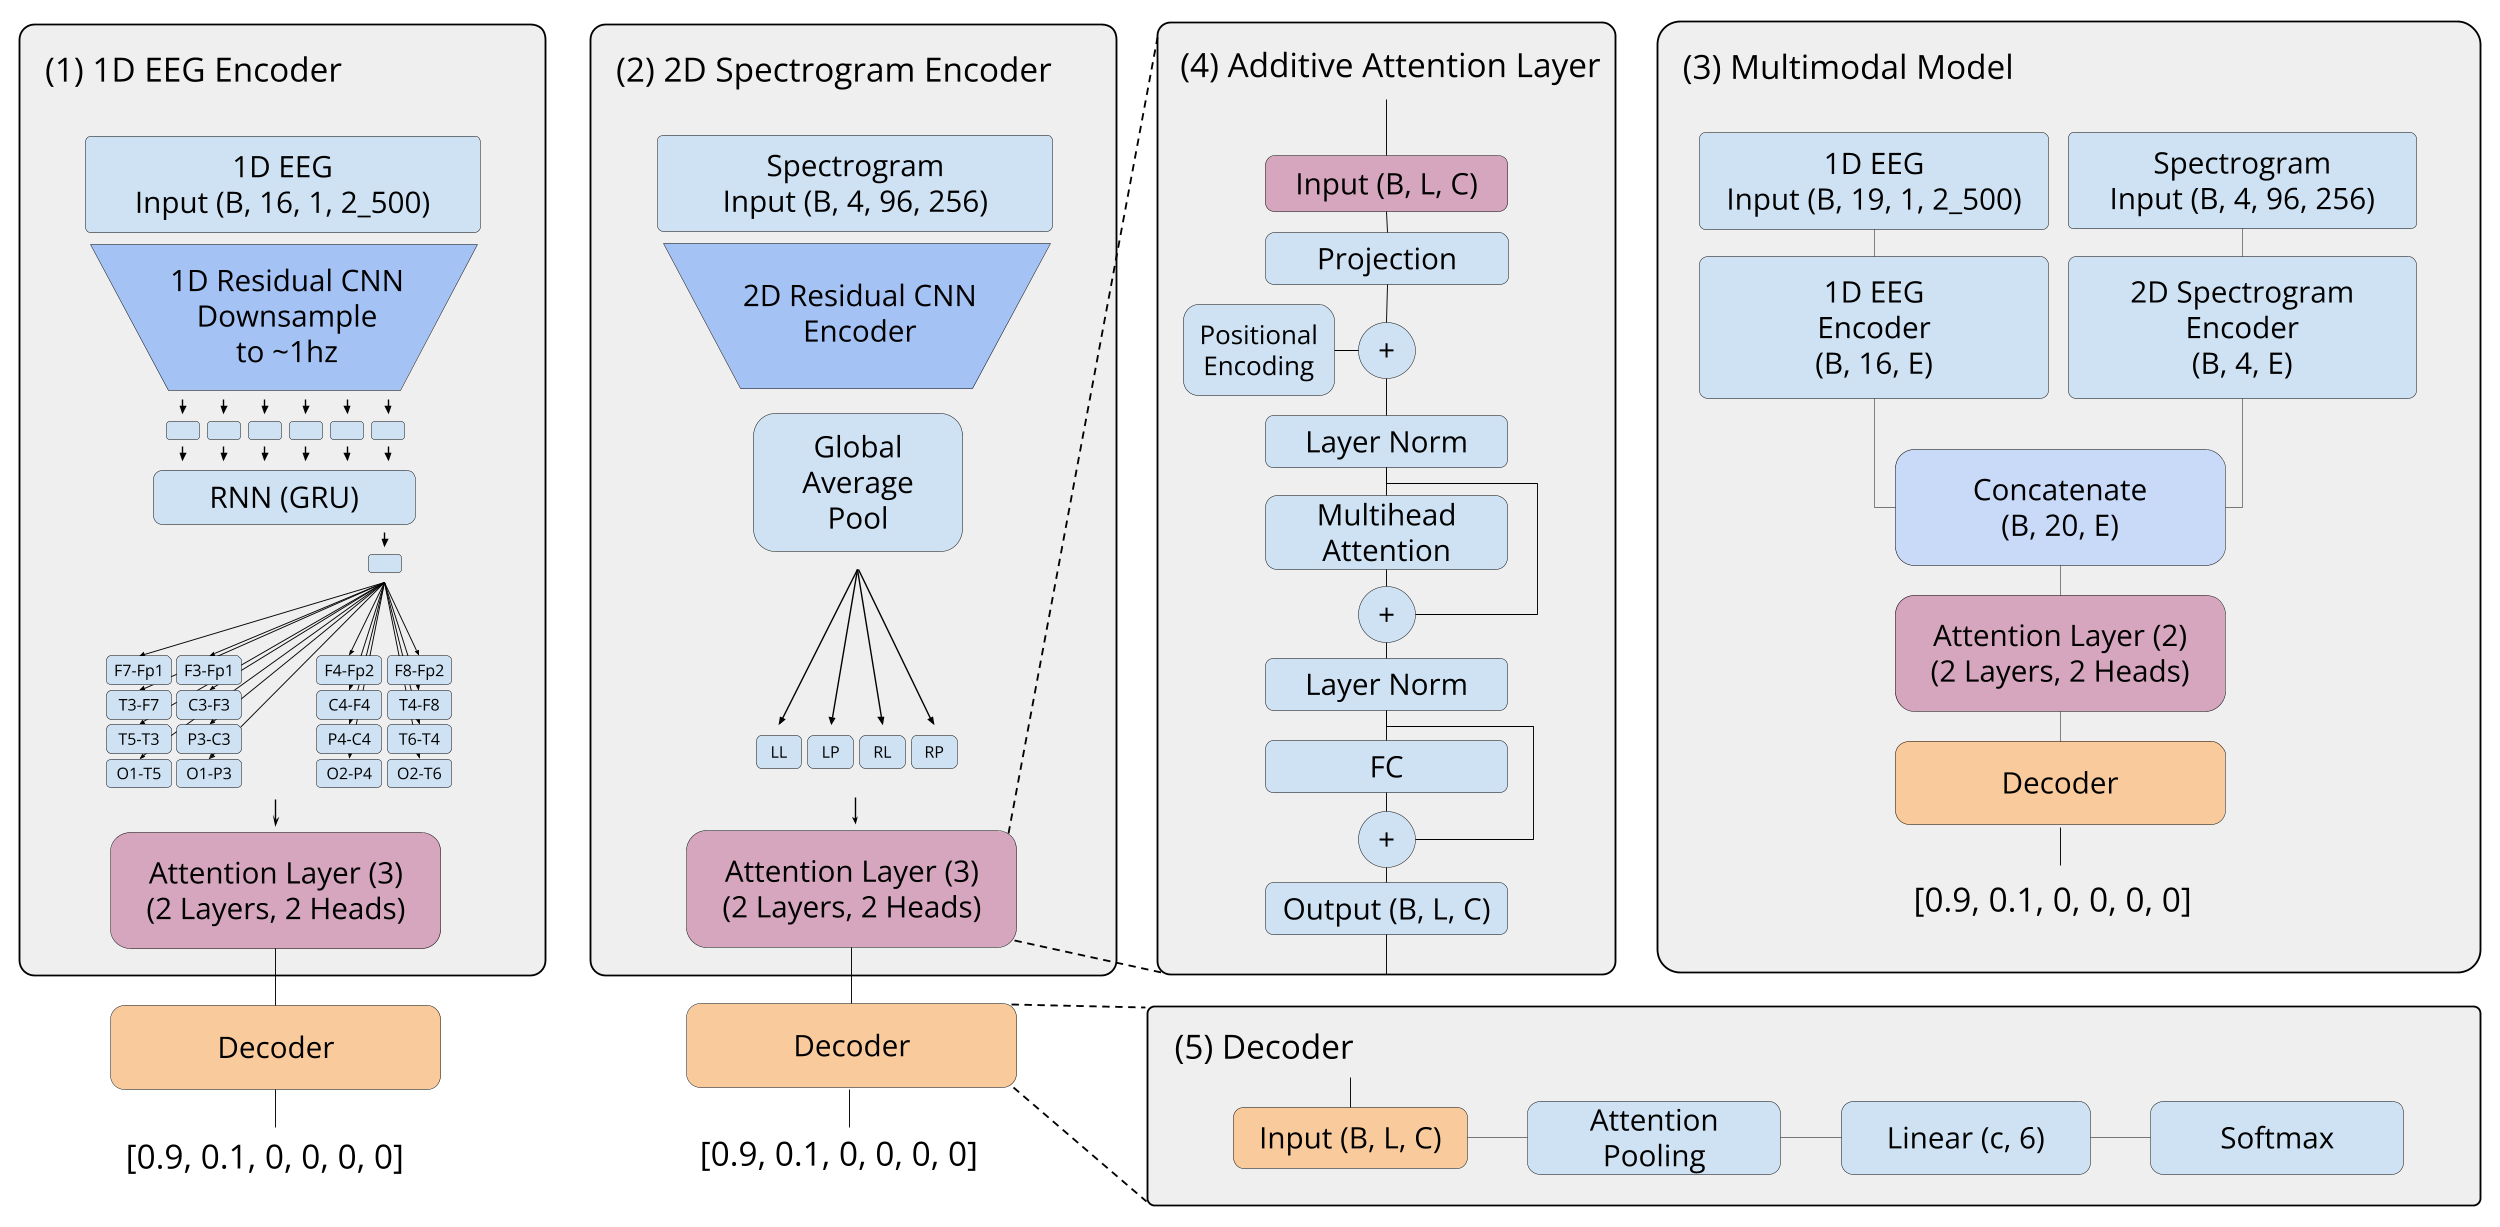 (1) 1D EEG Encoder
1D EEG
Input (B, 16, 1, 2_500)
1D Residual CNN
Downsample
to ~1hz
RNN (GRU)
F7-Fp1 F3-Fp1 F4-Fp2 F8-Fp2
T3-F7 C3-F3 C4-F4 T4-F8
T5-T3 P3-C3 P4-C4 T6-T4
O1-T5 O1-P3 O2-P4 O2-T6
Attention Layer (3)
(2 Layers, 2 Heads)
Decoder
[0.9, 0.1, 0, 0, 0, 0]
(2) 2D Spectrogram Encoder
Spectrogram
Input (B, 4, 96, 256)
2D Residual CNN
Encoder
Global
Average
Pool
LL LP RL RP
Attention Layer (3)
(2 Layers, 2 Heads)
Decoder
[0.9, 0.1, 0, 0, 0, 0]
(4) Additive Attention Layer
Input (B, L, C)
Projection
Positional
Encoding
+
Layer Norm
Multihead
Attention
+
Layer Norm
FC
+
Output (B, L, C)
(3) Multimodal Model
1D EEG
Input (B, 19, 1, 2_500)
Spectrogram
Input (B, 4, 96, 256)
1D EEG
Encoder
(B, 16, E)
2D Spectrogram
Encoder
(B, 4, E)
Concatenate
(B, 20, E)
Attention Layer (2)
(2 Layers, 2 Heads)
Decoder
[0.9, 0.1, 0, 0, 0, 0]
(5) Decoder
Input (B, L, C)
Attention
Pooling
Linear (c, 6)
Softmax